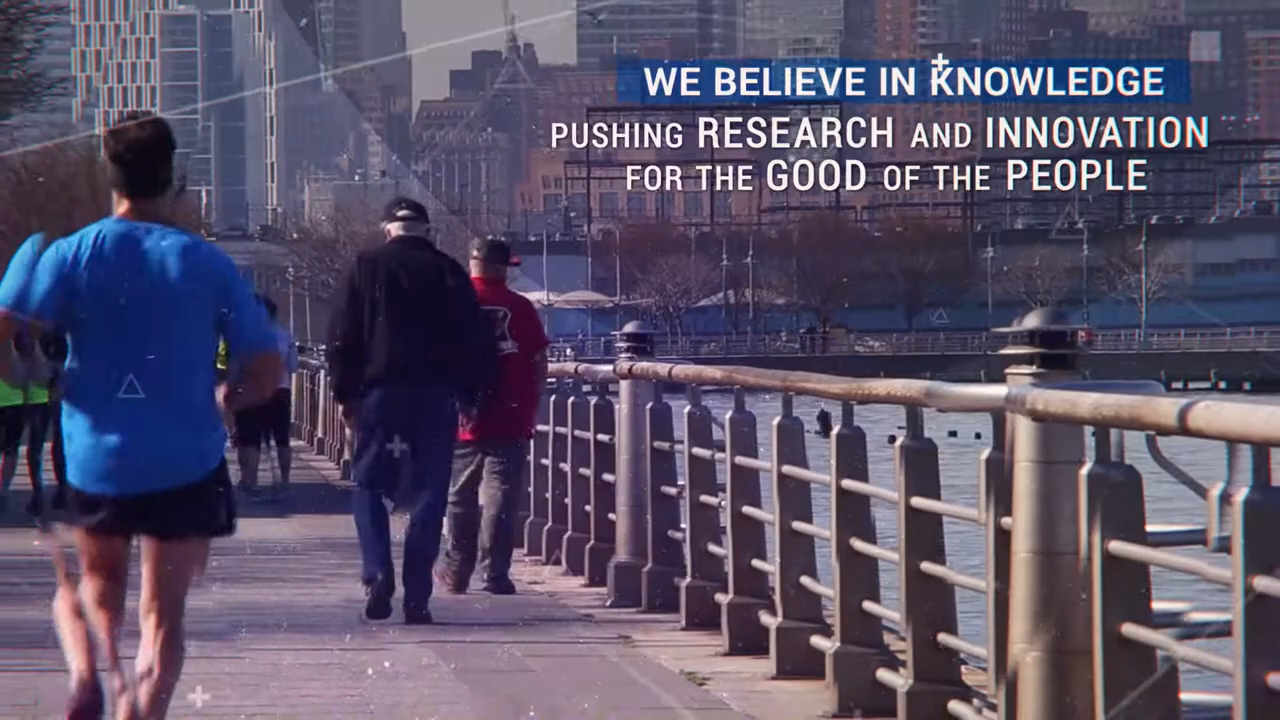 WE BELIEVE IN KNOWLEDGE
PUSHING RESEARCH AND INNOVATION
FOR THE GOOD OF THE PEOPLE